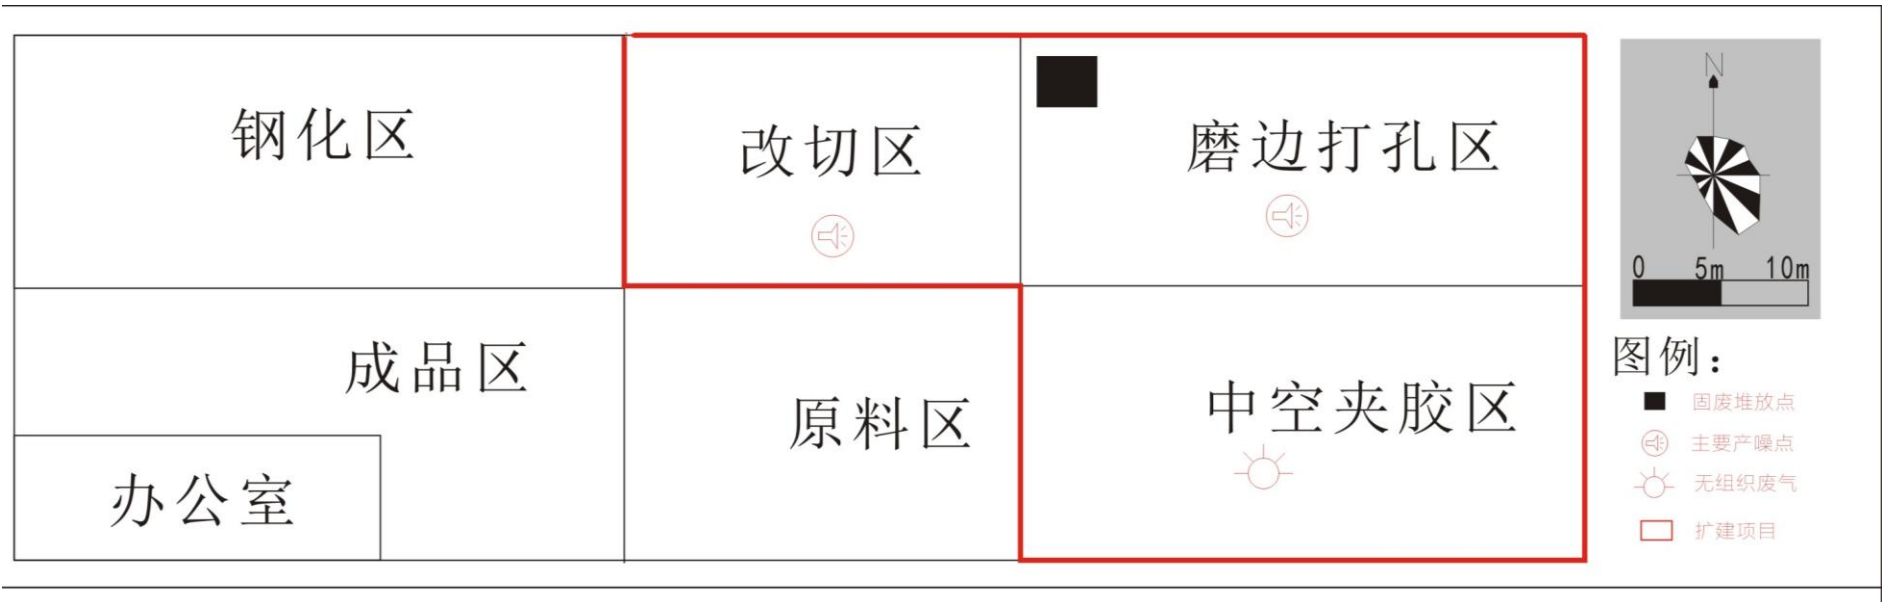 钢化区
改切区
磨边打孔区
成品区
原料区
中空夹胶区
办公室
N
0 5m 10m
图例：
固废堆放点
主要产噪点
无组织废气
扩建项目